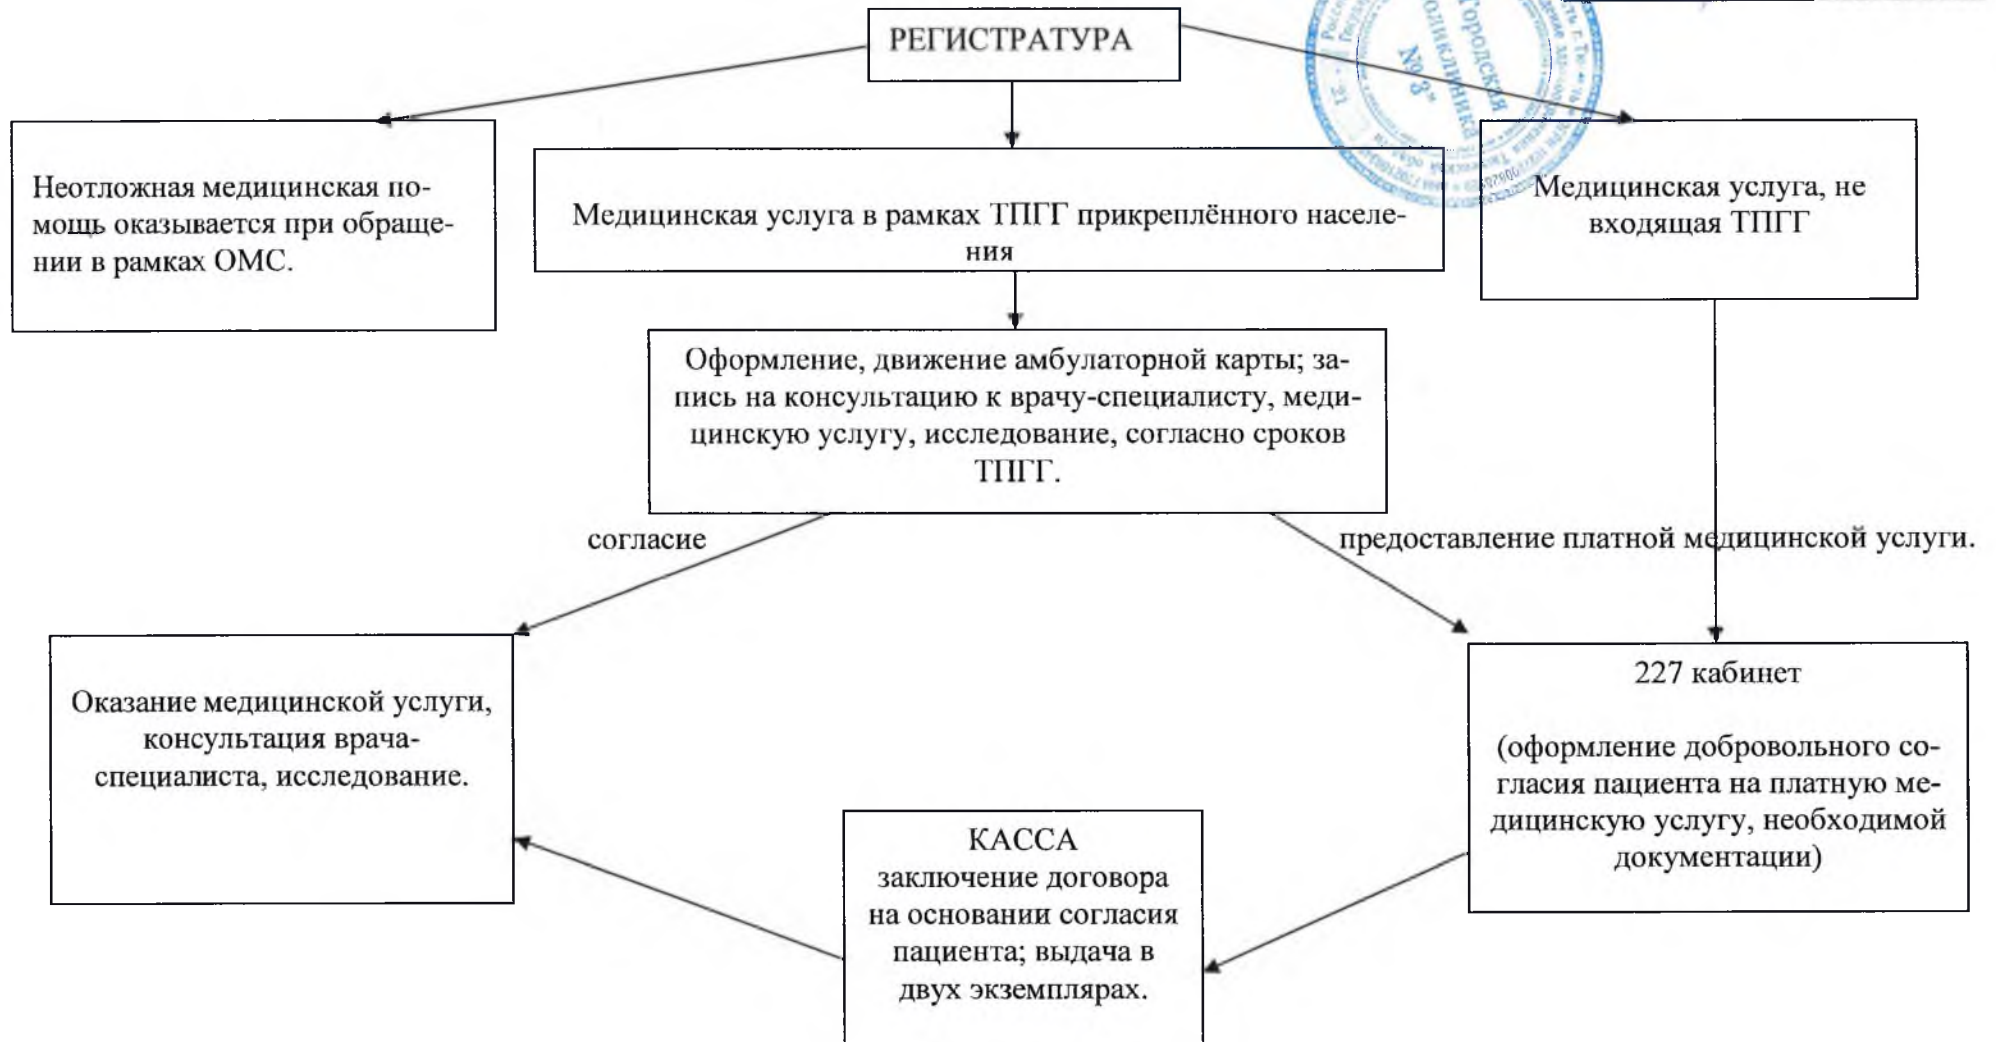 РЕГИСТРАТУРА
Городская
поликлиника
№ 3"
Неотложная медицинская по-
мощь оказывается при обраще-
нии в рамках ОМС.
Медицинская услуга в рамках ТПГГ прикреплённого населе-
ния
Медицинская услуга, не
входящая ТПГГ
Оформление, движение амбулаторной карты; за-
пись на консультацию к врачу-специалисту, меди-
цинскую услугу, исследование, согласно сроков
ТПГГ.
согласие
предоставление платной медицинской услуги.
Оказание медицинской услуги,
консультация врача-
специалиста, исследование.
227 кабинет
(оформление добровольного со-
гласия пациента на платную ме-
дицинскую услугу, необходимой
документации)
КАССА
заключение договора
на основании согласия
пациента; выдача в
двух экземплярах.